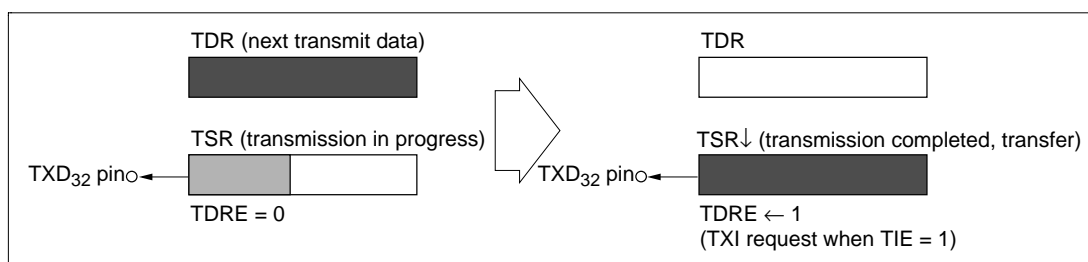 TDR (next transmit data)
TSR (transmission in progress)
TXD32 pin
TDRE = 0
TDR
TSR↓ (transmission completed, transfer)
TXD32 pin
TDRE ← 1
(TXI request when TIE = 1)